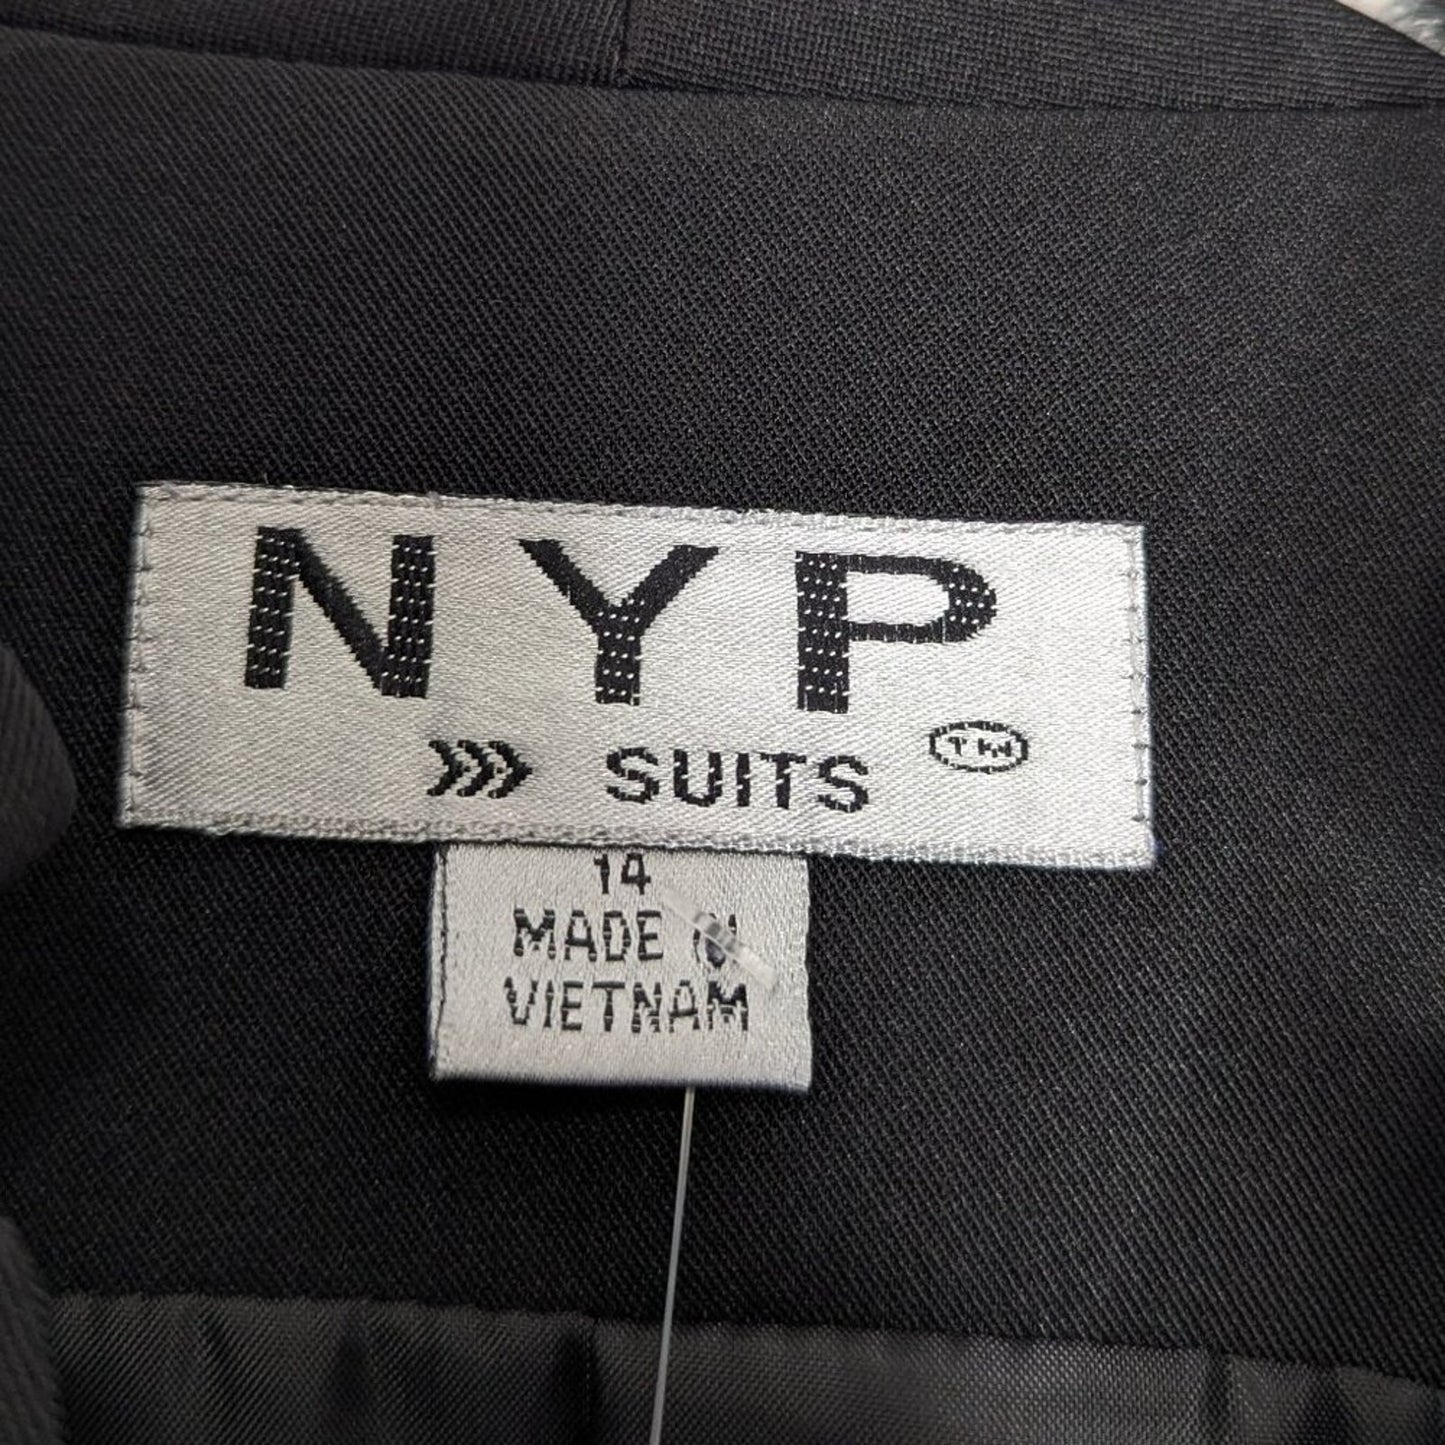 NYP
>>> SUITS TM
14
MADE IN
VIETNAM